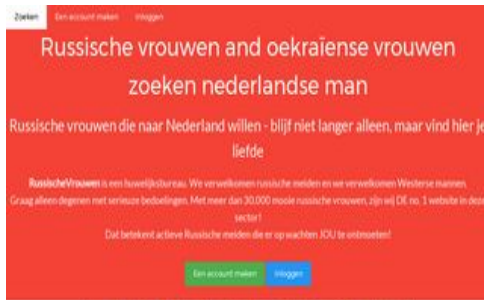 Zoeken Een account maken Inloggen
Russische vrouwen and oekraïense vrouwen
zoeken nederlandse man
Russische vrouwen die naar Nederland willen - blijf niet langer alleen, maar vind hier je
liefde
RussischeVrouwen is een huwelijksbureau. We verwelkomen russische meiden en we verwelkomen Westerse mannen.
Graag alleen degenen met serieuze bedoelingen. Met meer dan 30.000 mooie russische vrouwen, zijn wij DE no. 1 website in deze
sector!
Dat betekent actieve Russische meiden die er op wachten JOU te ontmoeten!
Een account maken Inloggen